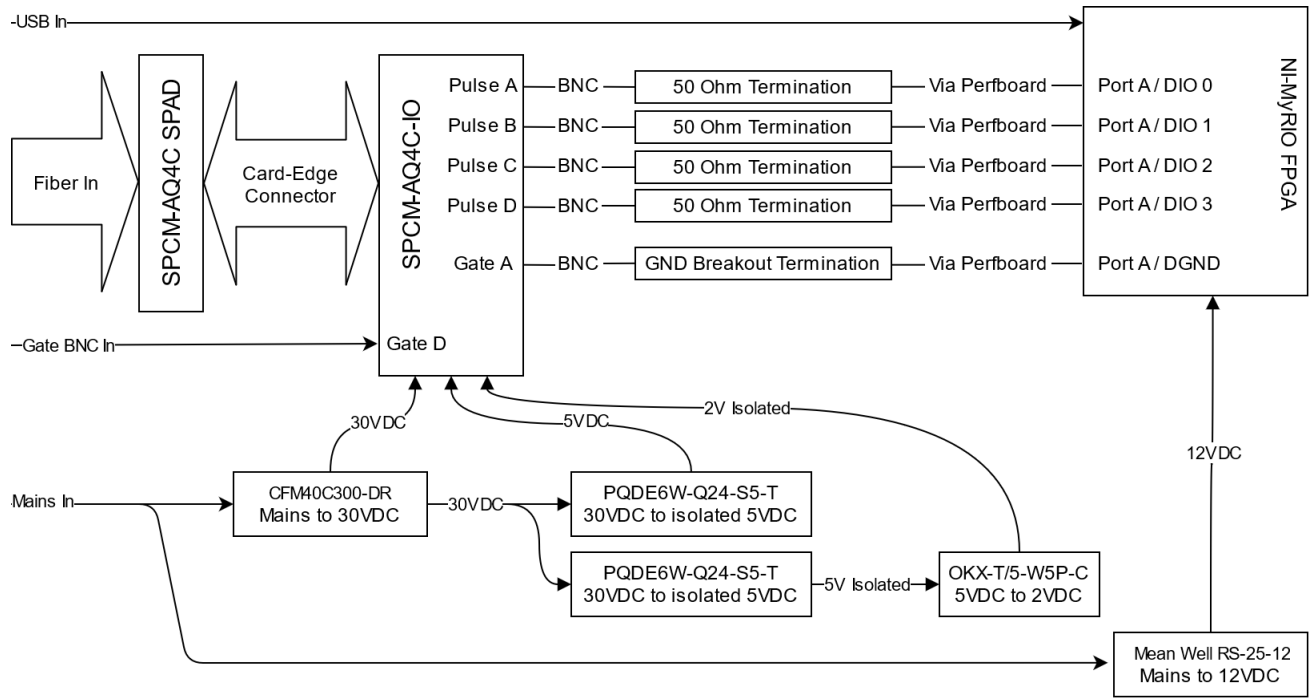 USB In
NI-MyRIO FPGA
SPCM-AQ4C SPAD
SPCM-AQ4C-IO
Pulse A
BNC
50 Ohm Termination
Via Perfboard
Port A / DIO 0
Pulse B
BNC
50 Ohm Termination
Via Perfboard
Port A / DIO 1
Fiber In
Card-Edge
Connector
Pulse C
BNC
50 Ohm Termination
Via Perfboard
Port A / DIO 2
Pulse D
BNC
50 Ohm Termination
Via Perfboard
Port A / DIO 3
Gate A
BNC
GND Breakout Termination
Via Perfboard
Port A / DGND
Gate BNC In
Gate D
30VDC
5VDC
2V Isolated
12VDC
Mains In
CFM40C300-DR
Mains to 30VDC
30VDC
PQDE6W-Q24-S5-T
30VDC to isolated 5VDC
PQDE6W-Q24-S5-T
30VDC to isolated 5VDC
5V Isolated
OKX-T/5-W5P-C
5VDC to 2VDC
Mean Well RS-25-12
Mains to 12VDC